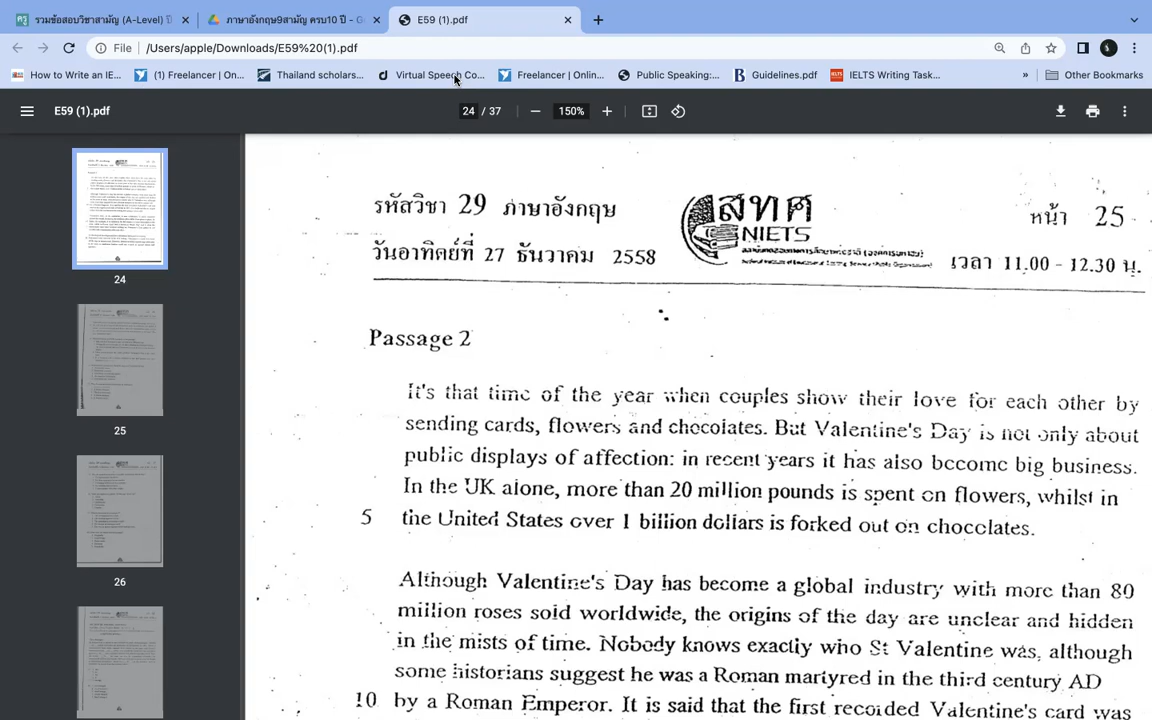 รวมข้อสอบวิชาสามัญ (A-Level) ปี
ภาษาอังกฤษ9สามัญ ครบ10 ปี - G
E59 (1).pdf
File
/Users/apple/Downloads/E59%20(1).pdf
How to Write an IE...
(1) Freelancer | On...
Thailand scholars...
Virtual Speech Co...
Freelancer | Onlin...
Public Speaking:...
Guidelines.pdf
IELTS Writing Task...
»
Other Bookmarks
E59 (1).pdf
24 / 37
150%
24
25
26
รหัสวิชา 29 ภาษาอังกฤษ
สทศ
NIETS
หน้า 25
วันอาทิตย์ที่ 27 ธันวาคม 2558
เวลา 11.00 - 12.30 น.
Passage 2
It's that time of the year when couples show their love for each other by
sending cards, flowers and chocolates. But Valentine's Day is not only about
public displays of affection: in recent years it has also become big business.
In the UK alone, more than 20 million pounds is spent on flowers, whilst in
5 the United States over 1 billion dollars is forked out on chocolates.
Although Valentine's Day has become a global industry with more than 80
million roses sold worldwide, the origins of the day are unclear and hidden
in the mists of time. Nobody knows exactly who St Valentine was, although
some historians suggest he was a Roman martyred in the third century AD
10 by a Roman Emperor. It is said that the first recorded Valentine's card was